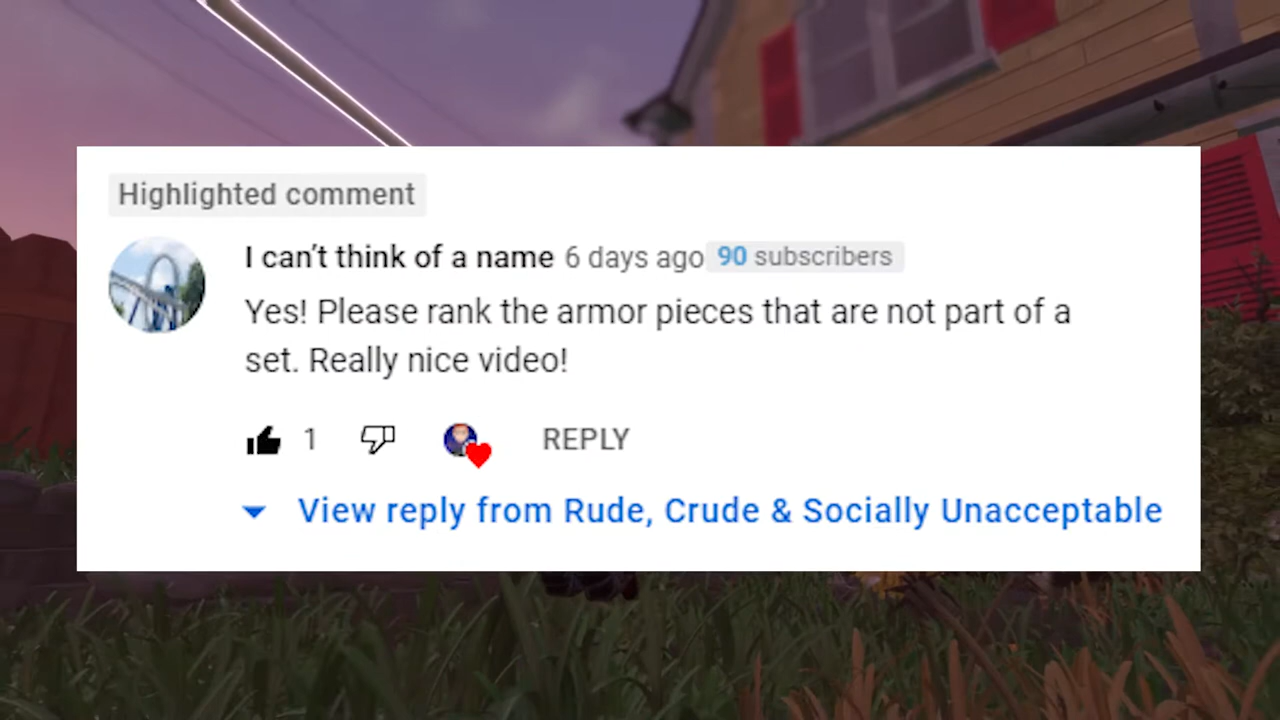 Highlighted comment
I can’t think of a name 6 days ago 90 subscribers
Yes! Please rank the armor pieces that are not part of a
set. Really nice video!
1 REPLY
View reply from Rude, Crude & Socially Unacceptable